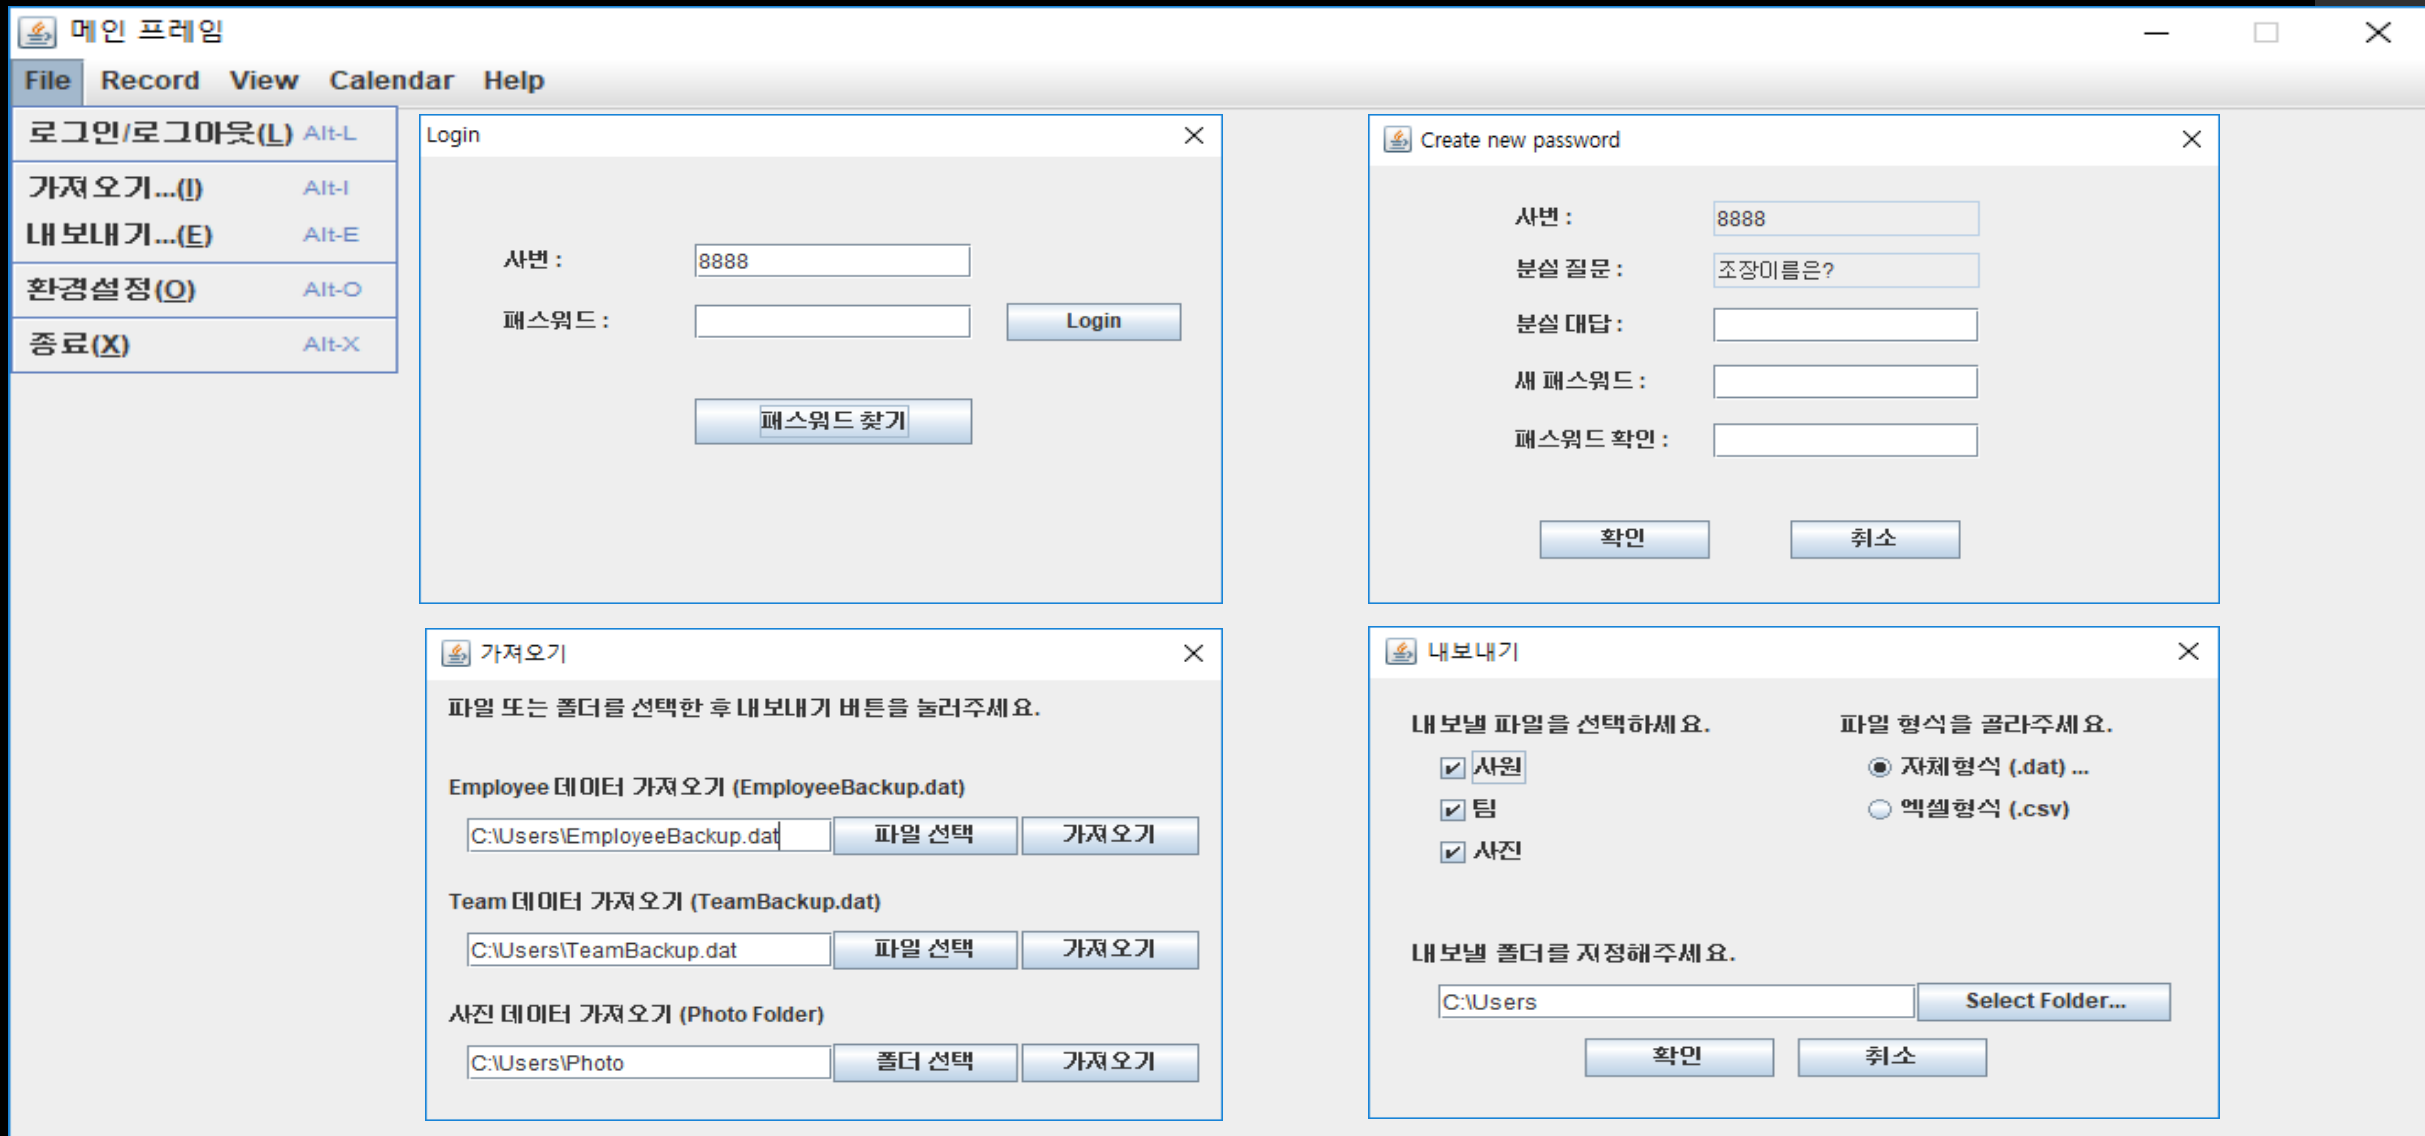 메인 프레임
File Record View Calendar Help
로그인/로그아웃(L) Alt-L
가져오기...(I) Alt-I
내보내기...(E) Alt-E
환경설정(O) Alt-O
종료(X) Alt-X
Login
사번 : 8888
패스워드 : Login
패스워드 찾기
Create new password
사번 : 8888
분실 질문 : 조장이름은?
분실 대답 :
새 패스워드 :
패스워드 확인 :
확인 취소
가져오기
파일 또는 폴더를 선택한 후 내보내기 버튼을 눌러주세요.
Employee 데이터 가져오기 (EmployeeBackup.dat)
C:\Users\EmployeeBackup.dat 파일 선택 가져오기
Team 데이터 가져오기 (TeamBackup.dat)
C:\Users\TeamBackup.dat 파일 선택 가져오기
사진 데이터 가져오기 (Photo Folder)
C:\Users\Photo 폴더 선택 가져오기
내보내기
내보낼 파일을 선택하세요. 파일 형식을 골라주세요.
사원 자체형식 (.dat) ...
팀 엑셀형식 (.csv)
사진
내보낼 폴더를 지정해주세요.
C:\Users Select Folder...
확인 취소